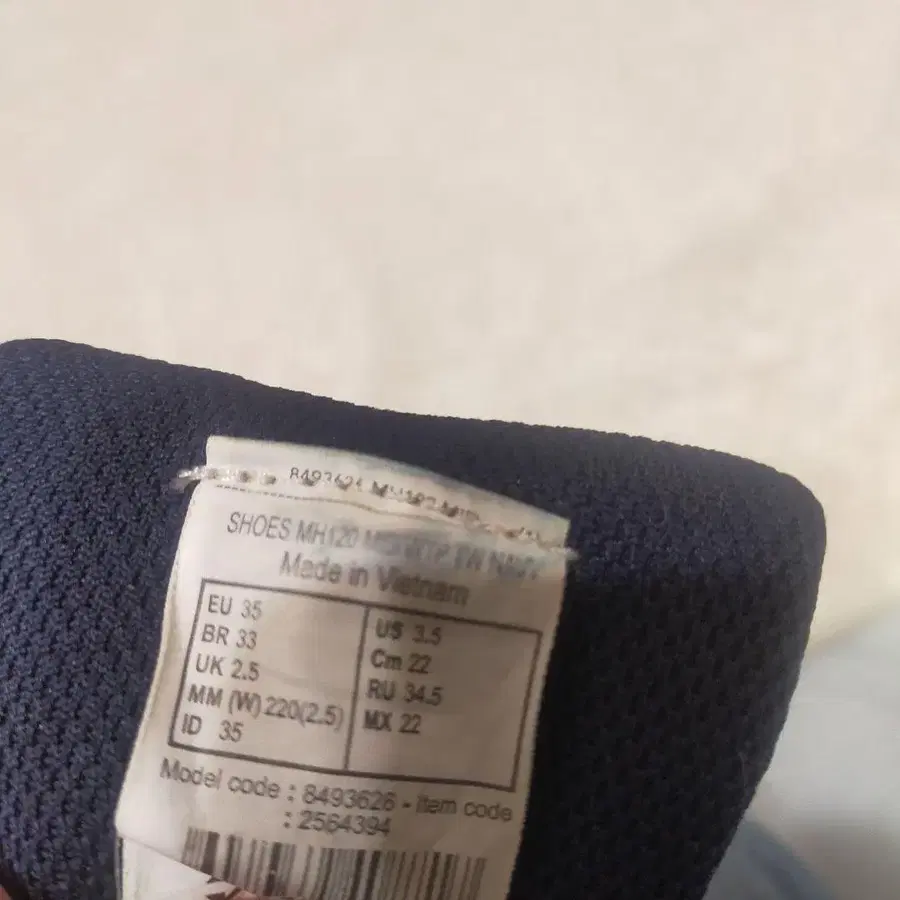 SHOES MH120
Made in Vietnam
EU 35
BR 33
UK 2.5
MM (W) 220(2.5)
ID 35
US 3.5
Cm 22
RU 34.5
MX 22
Model code : 8493626 - item code
: 2564394